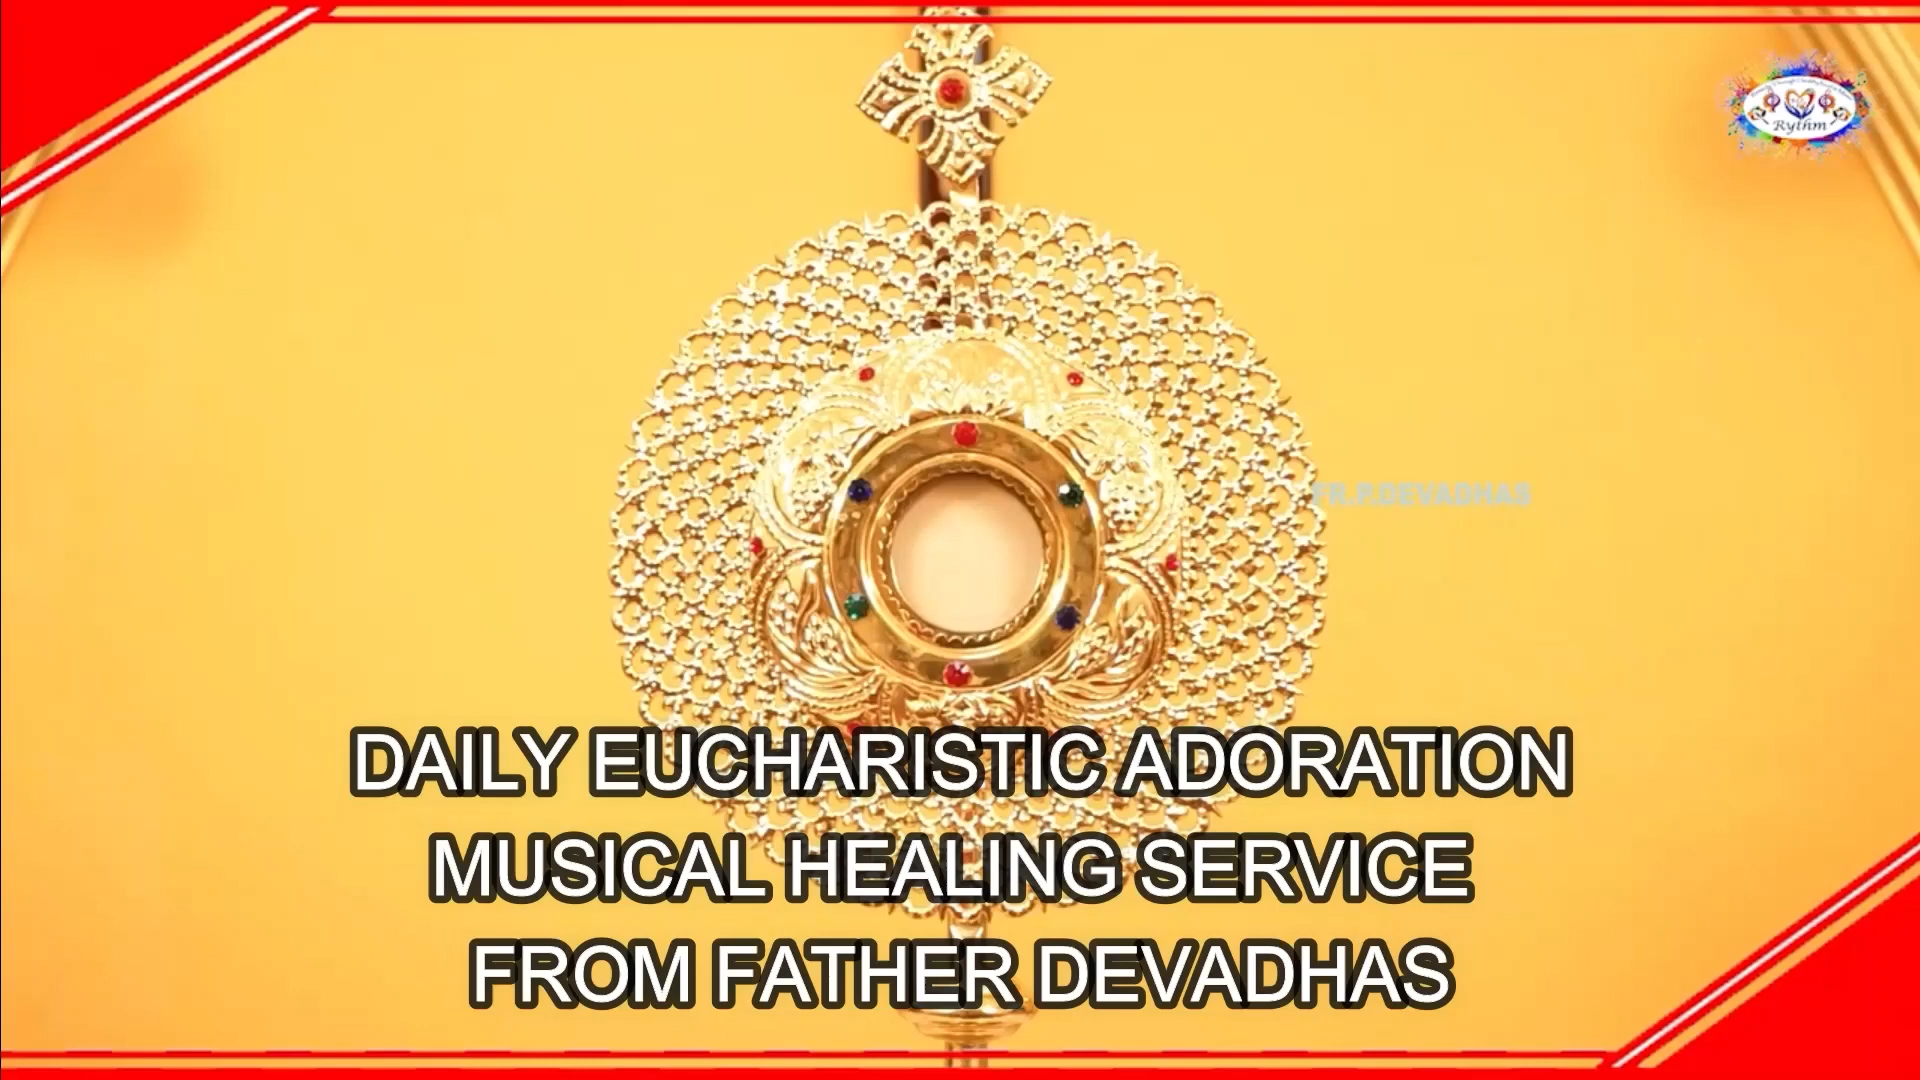 Rythm
FR.P.DEVADHAS
DAILY EUCHARISTIC ADORATION
MUSICAL HEALING SERVICE
FROM FATHER DEVADHAS